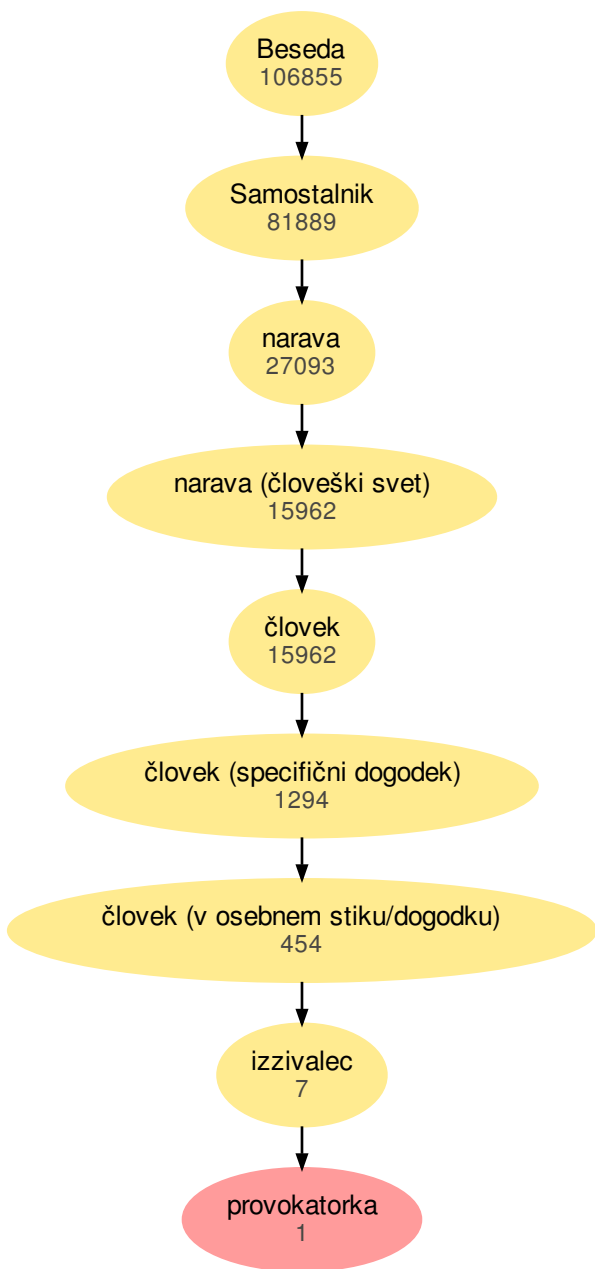 Beseda
106855
Samostalnik
81889
narava
27093
narava (človeški svet)
15962
človek
15962
človek (specifični dogodek)
1294
človek (v osebnem stiku/dogodku)
454
izzivalec
7
provokatorka
1